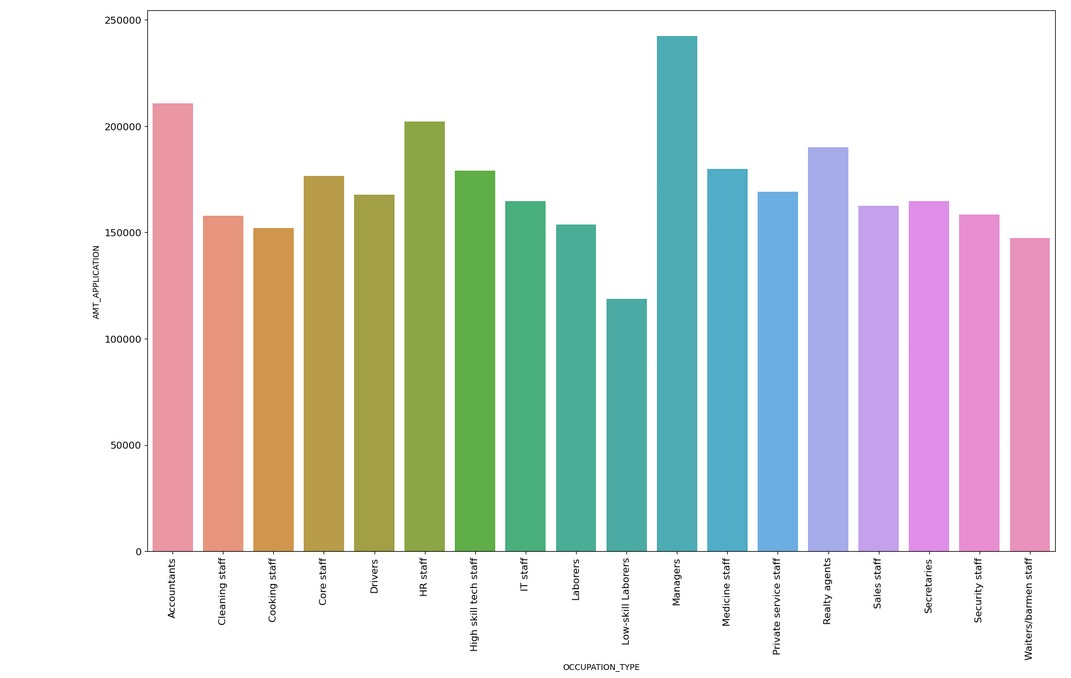 250000
200000
150000
100000
50000
0
AMT_APPLICATION
Accountants
Cleaning staff
Cooking staff
Core staff
Drivers
HR staff
High skill tech staff
IT staff
Laborers
Low-skill Laborers
Managers
Medicine staff
Private service staff
Realty agents
Sales staff
Secretaries
Security staff
Waiters/barmen staff
OCCUPATION_TYPE